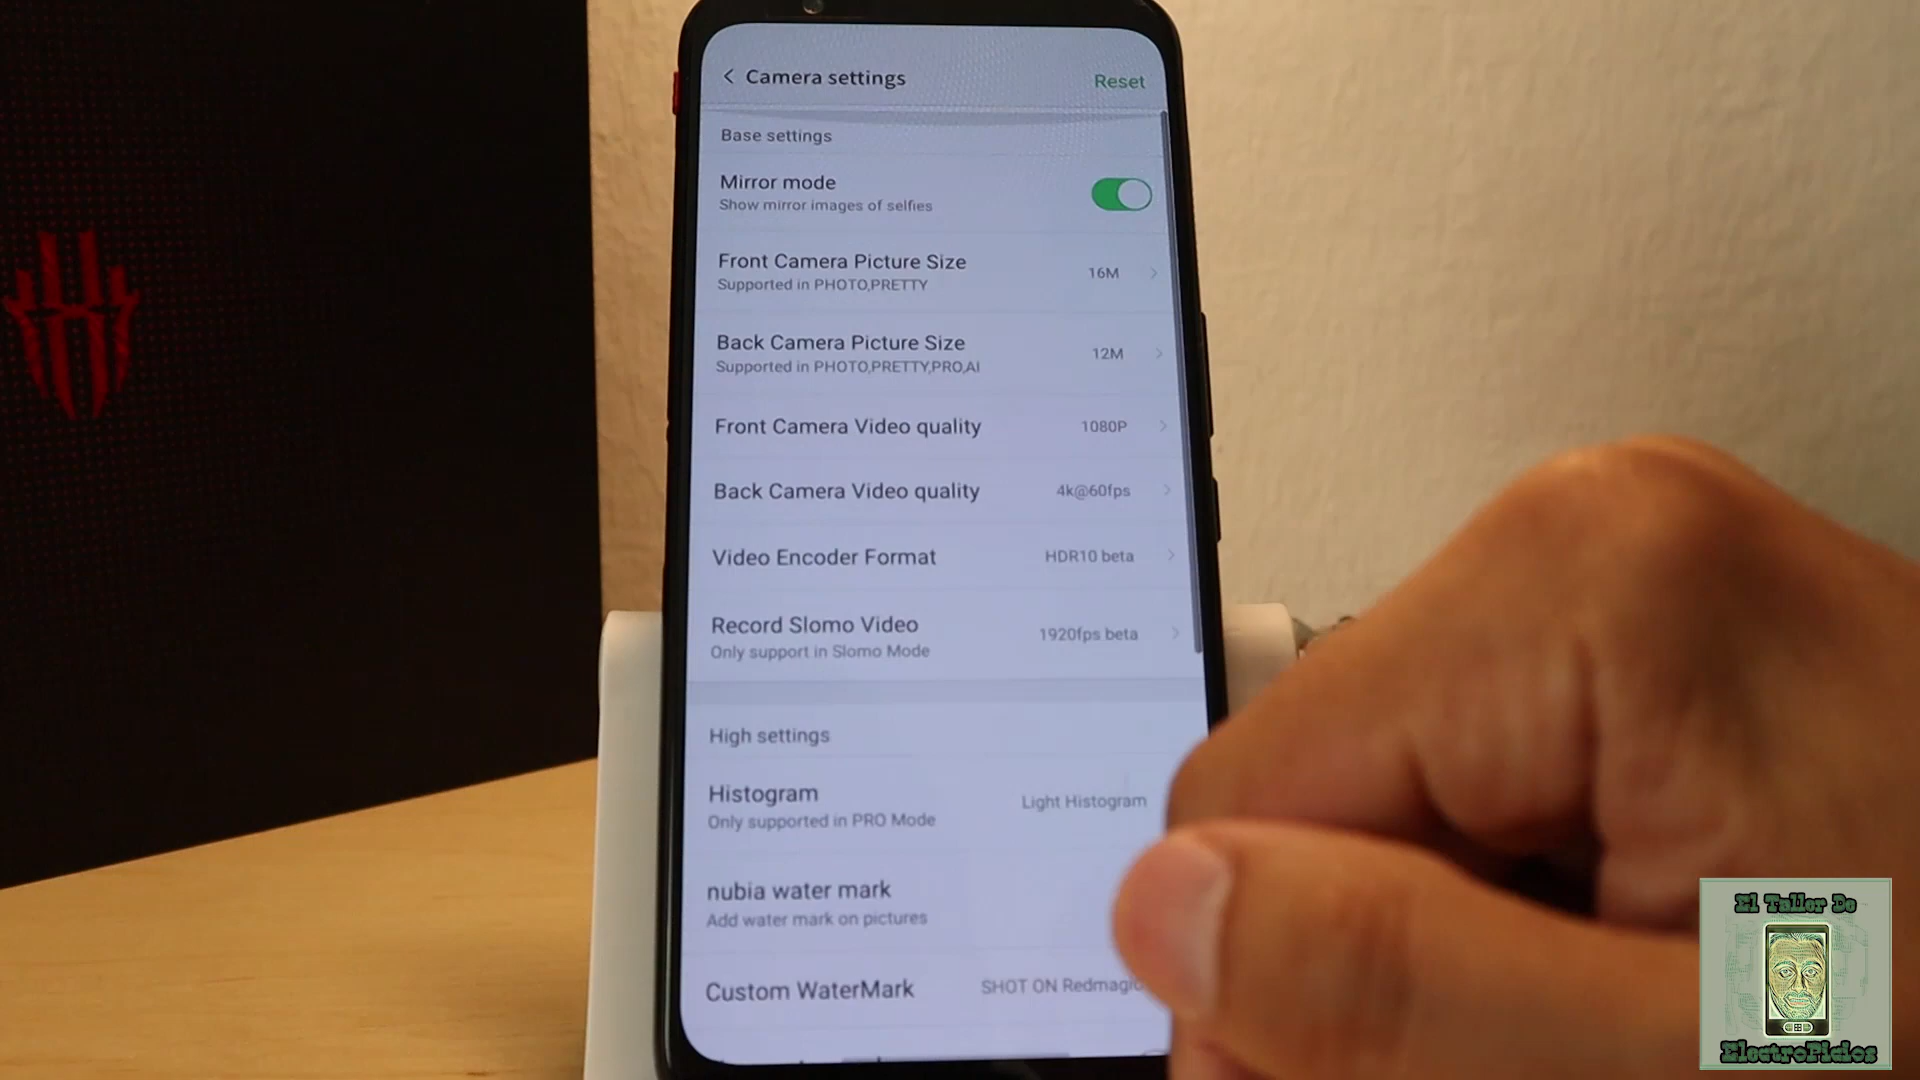 Camera settings
Reset
Base settings
Mirror mode
Show mirror images of selfies
Front Camera Picture Size
16M
Supported in PHOTO,PRETTY
Back Camera Picture Size
12M
Supported in PHOTO,PRETTY,PRO,AI
Front Camera Video quality
1080P
Back Camera Video quality
4k@60fps
Video Encoder Format
HDR10 beta
Record Slomo Video
1920fps beta
Only support in Slomo Mode
High settings
Histogram
Light Histogram
Only supported in PRO Mode
nubia water mark
Add water mark on pictures
Custom WaterMark
SHOT ON Redmagic
El Taller De
ElectroPicios